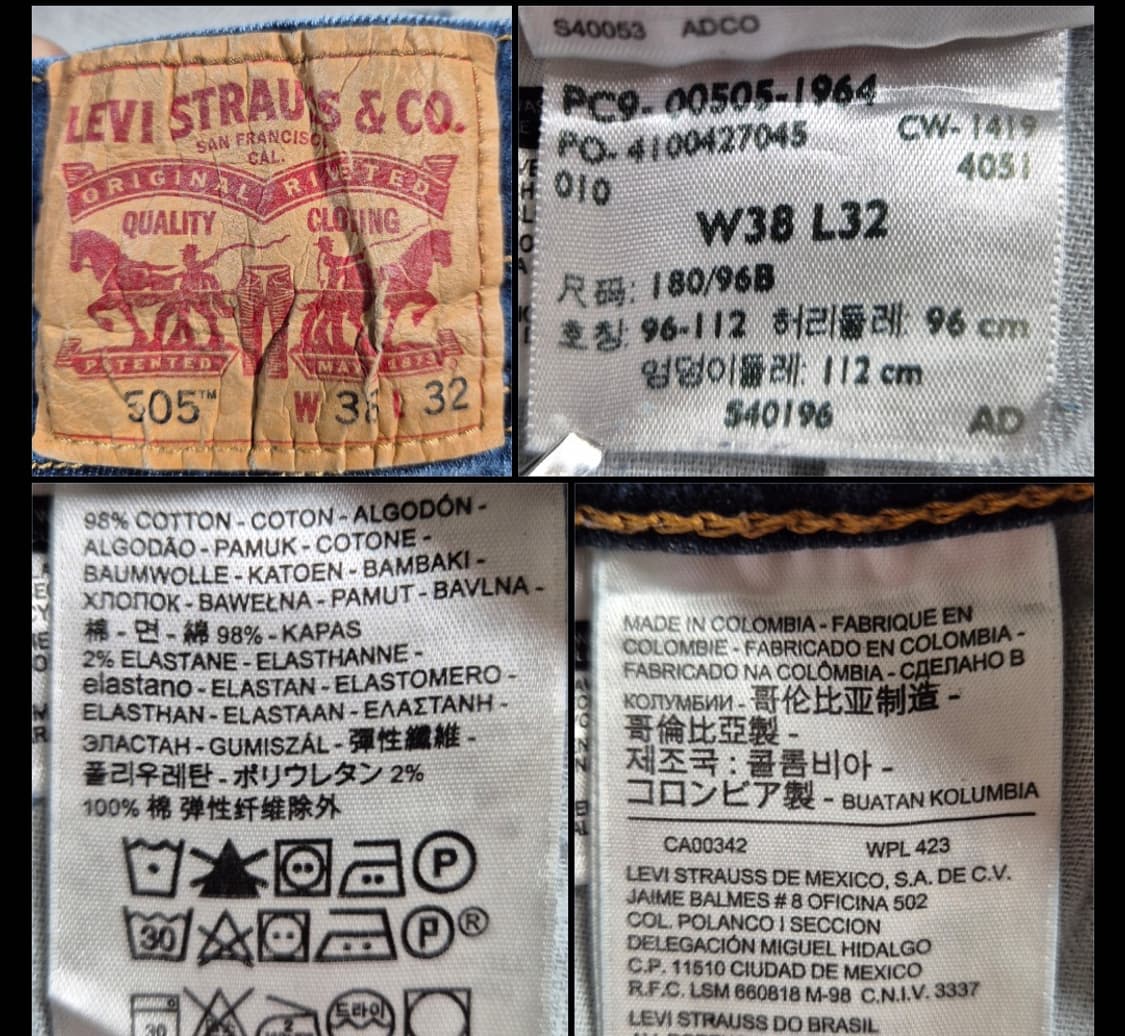 LEVI STRAUSS & CO.
SAN FRANCISCO
CAL.
ORIGINAL RIVETED
QUALITY CLOTHING
PATENTED MAY 1873
505™ W 38 L 32
S40053 ADCO
PC9- 00505-1964
PO- 4100427045 CW- 1419
010 4051
W38 L32
尺码: 180/96B
호칭: 96-112 허리둘레: 96 cm
엉덩이둘레: 112 cm
S40196 AD
98% COTTON - COTON - ALGODÓN -
ALGODÃO - PAMUK - COTONE -
BAUMWOLLE - KATOEN - BAMBAKI -
ХЛОПОК - BAWEŁNA - PAMUT - BAVLNA -
棉 - 면 - 綿 98% - KAPAS
2% ELASTANE - ELASTHANNE -
elastano - ELASTAN - ELASTOMERO -
ELASTHAN - ELASTAAN - ΕΛΑΣΤΑΝΗ -
ЭЛАСТАН - GUMISZÁL - 彈性纖維 -
폴리우레탄 - ポリウレタン 2%
100% 棉 弹性纤维除外
P
30 P ®
30 2 드라이
MADE IN COLOMBIA - FABRIQUE EN
COLOMBIE - FABRICADO EN COLOMBIA -
FABRICADO NA COLÔMBIA - СДЕЛАНО В
КОЛУМБИИ - 哥伦比亚制造 -
哥倫比亞製 -
제조국 : 콜롬비아 -
コロンビア製 - BUATAN KOLUMBIA
CA00342 WPL 423
LEVI STRAUSS DE MEXICO, S.A. DE C.V.
JAIME BALMES # 8 OFICINA 502
COL. POLANCO I SECCION
DELEGACIÓN MIGUEL HIDALGO
C.P. 11510 CIUDAD DE MEXICO
R.F.C. LSM 660818 M-98 C.N.I.V. 3337
LEVI STRAUSS DO BRASIL